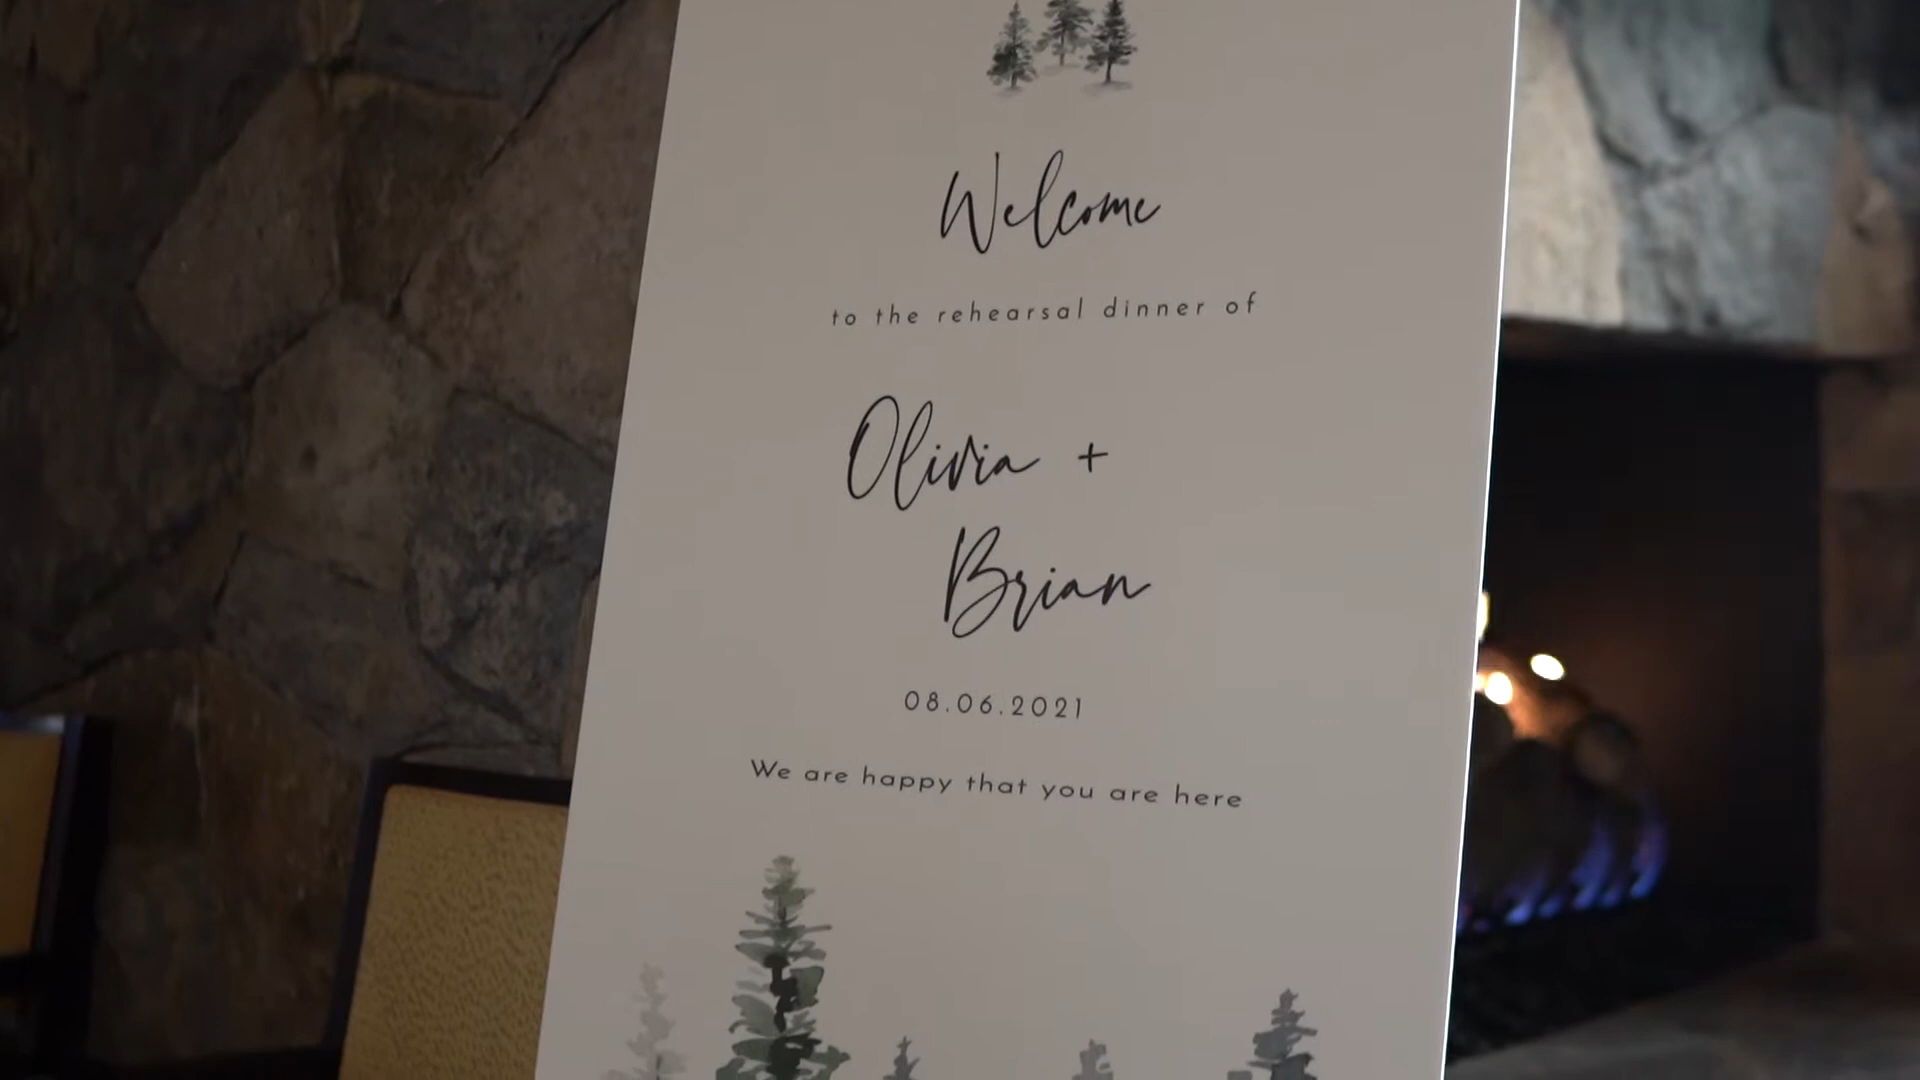 Welcome
to the rehearsal dinner of
Olivia +
Brian
08.06.2021
We are happy that you are here